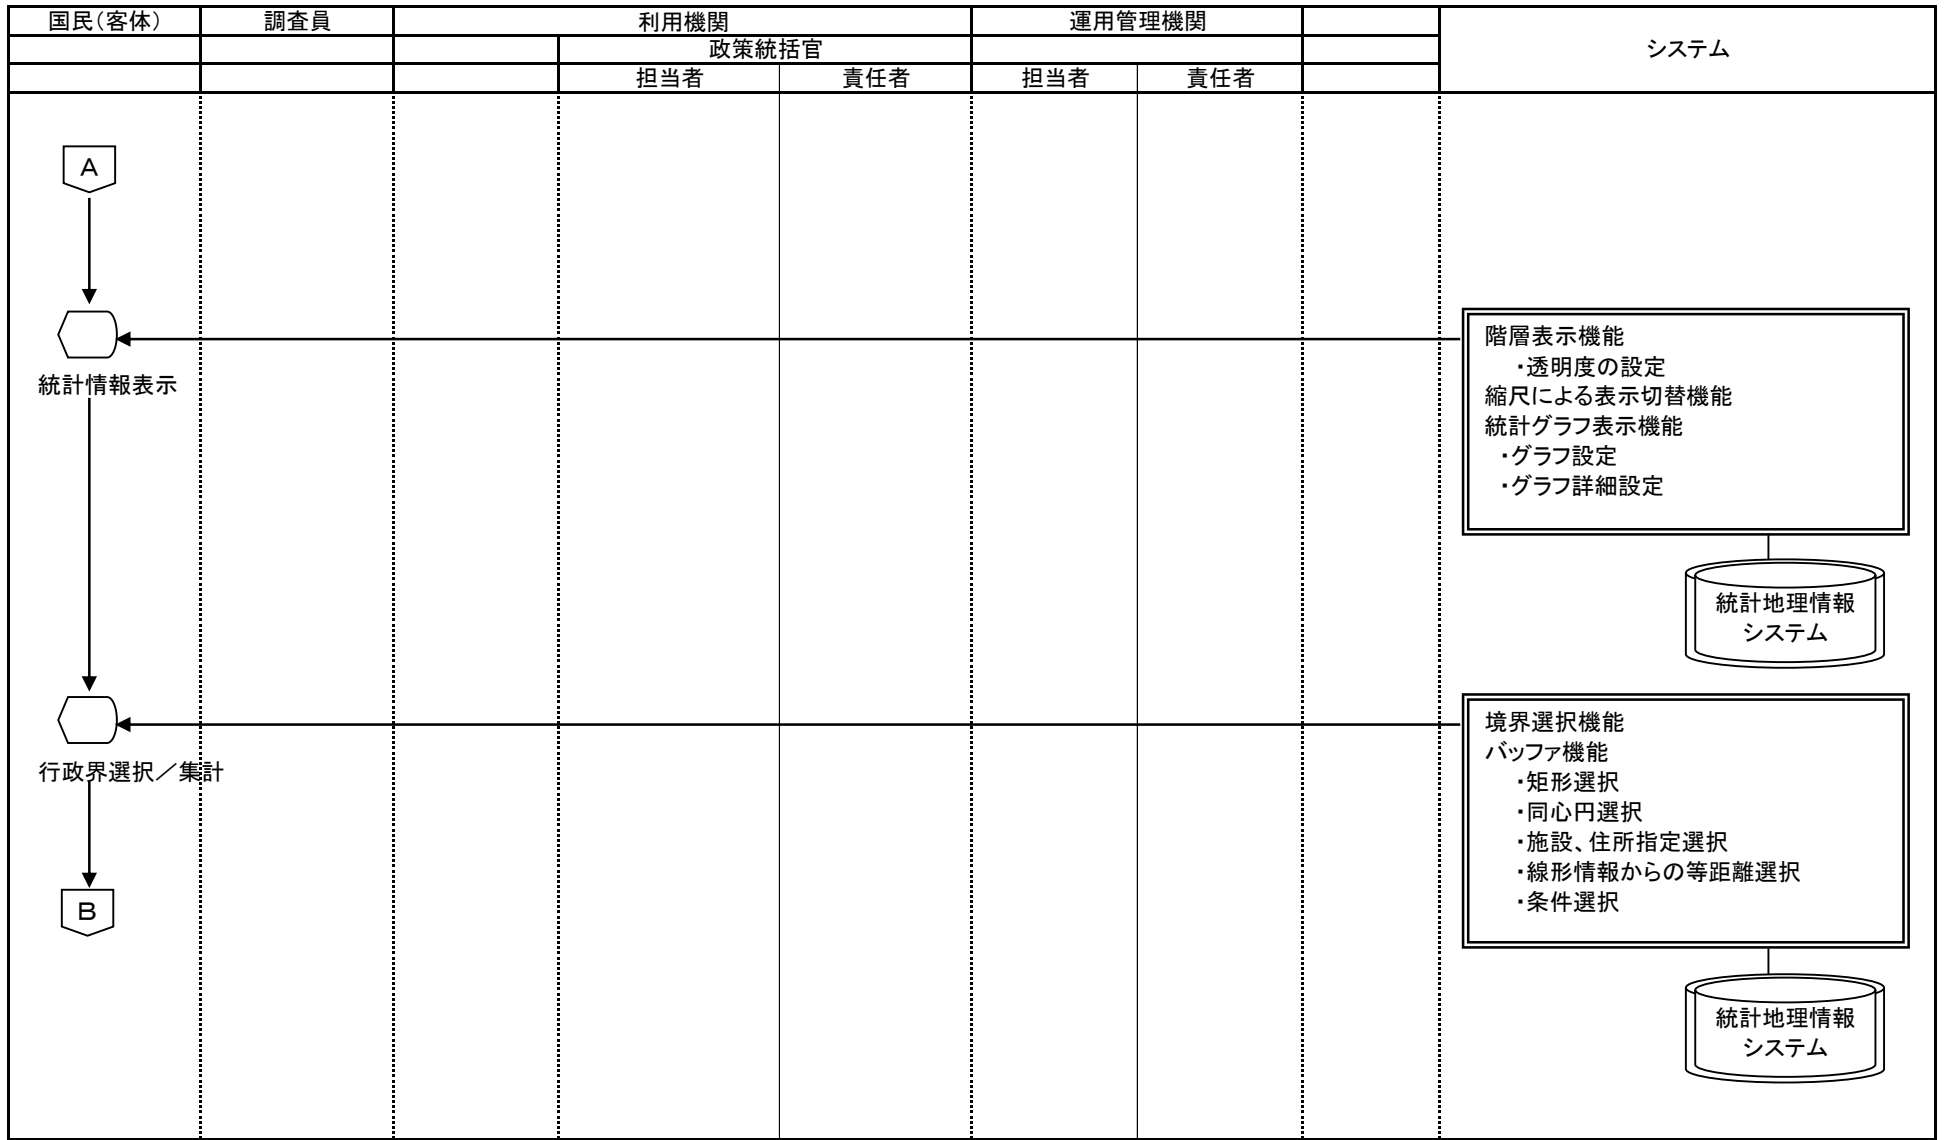 国民（客体）
調査員
利用機関
運用管理機関
政策統括官
システム
担当者
責任者
担当者
責任者
A
階層表示機能
・透明度の設定
縮尺による表示切替機能
統計グラフ表示機能
・グラフ設定
・グラフ詳細設定
統計情報表示
統計地理情報
システム
境界選択機能
バッファ機能
・矩形選択
・同心円選択
・施設、住所指定選択
・線形情報からの等距離選択
・条件選択
行政界選択／集計
B
統計地理情報
システム